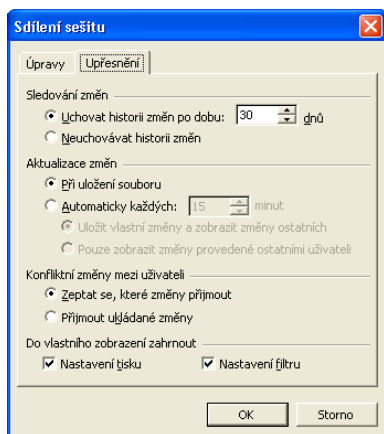 Sdílení sešitu
Úpravy Upřesnění
Sledování změn
Uchovat historii změn po dobu: 30 dnů
Neuchovávat historii změn
Aktualizace změn
Při uložení souboru
Automaticky každých: 15 minut
Uložit vlastní změny a zobrazit změny ostatních
Pouze zobrazit změny provedené ostatními uživateli
Konfliktní změny mezi uživateli
Zeptat se, které změny přijmout
Přijmout ukládané změny
Do vlastního zobrazení zahrnout
Nastavení tisku Nastavení filtru
OK Storno